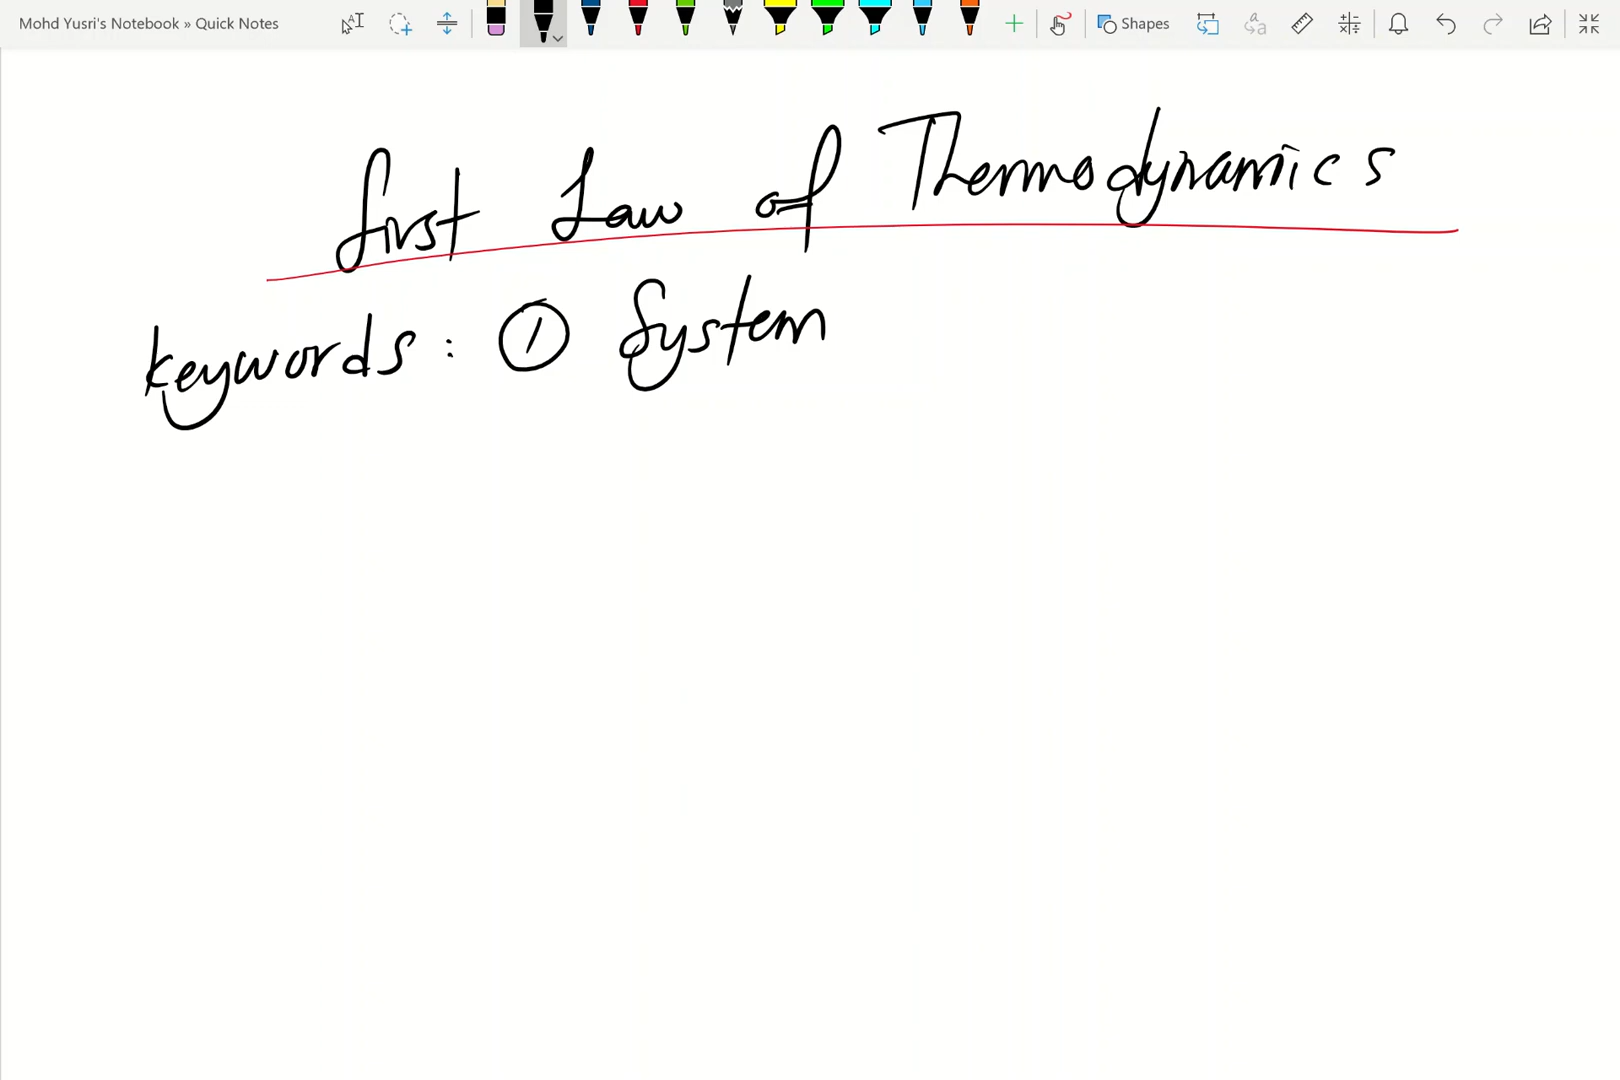 Mohd Yusri's Notebook » Quick Notes
Shapes
first Law of Thermodynamics
keywords : ① System